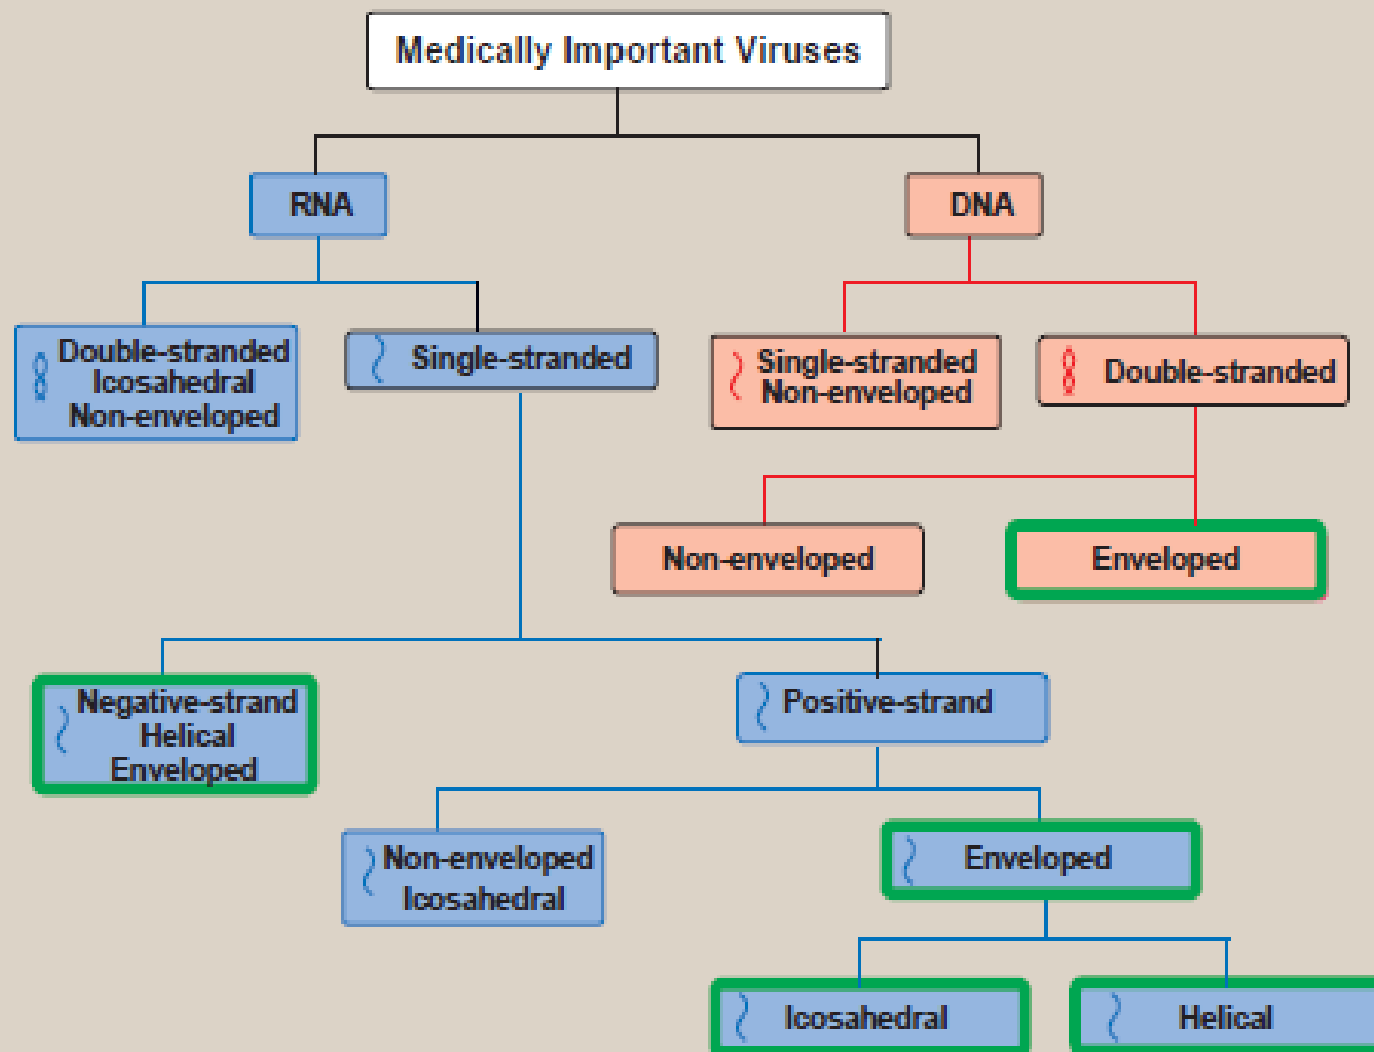 Medically Important Viruses
RNA
DNA
Double-stranded
Icosahedral
Non-enveloped
Single-stranded
Single-stranded
Non-enveloped
Double-stranded
Non-enveloped
Enveloped
Negative-strand
Helical
Enveloped
Positive-strand
Non-enveloped
Icosahedral
Enveloped
Icosahedral
Helical